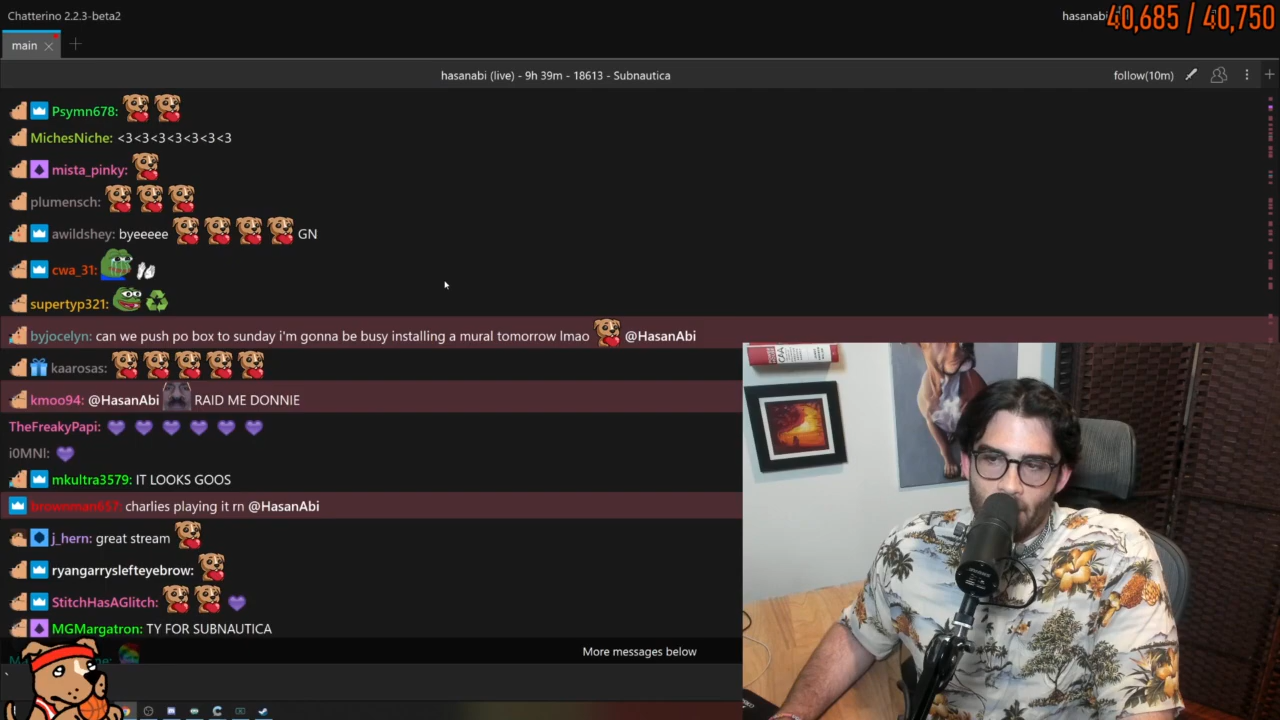 Chatterino 2.2.3-beta2
hasanabi
40,685 / 40,750
main
hasanabi (live) - 9h 39m - 18613 - Subnautica
follow(10m)
Psymn678:
MichesNiche: <3<3<3<3<3<3<3
mista_pinky:
plumensch:
awildshey: byeeeee GN
cwa_31:
supertyp321:
byjocelyn: can we push po box to sunday i'm gonna be busy installing a mural tomorrow lmao @HasanAbi
kaarosas:
kmoo94: @HasanAbi RAID ME DONNIE
TheFreakyPapi:
i0MNI:
mkultra3579: IT LOOKS GOOS
brownman657: charlies playing it rn @HasanAbi
j_hern: great stream
ryangarryslefteyebrow:
StitchHasAGlitch:
MGMargatron: TY FOR SUBNAUTICA
More messages below